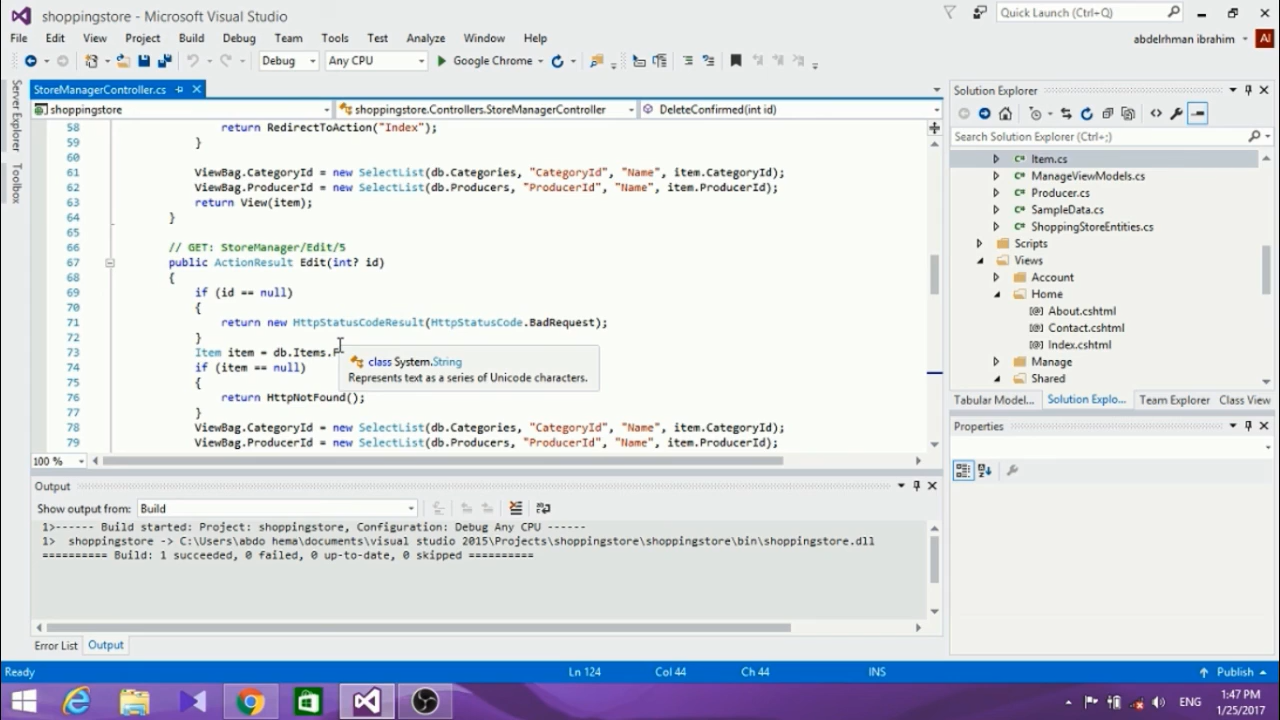 shoppingstore - Microsoft Visual Studio
Quick Launch (Ctrl+Q)
File Edit View Project Build Debug Team Tools Test Analyze Window Help
abdelrhman ibrahim AI
Debug Any CPU Google Chrome
Server Explorer
Toolbox
StoreManagerController.cs
shoppingstore shoppingstore.Controllers.StoreManagerController DeleteConfirmed(int id)
58 return RedirectToAction("Index");
59 }
60
61 ViewBag.CategoryId = new SelectList(db.Categories, "CategoryId", "Name", item.CategoryId);
62 ViewBag.ProducerId = new SelectList(db.Producers, "ProducerId", "Name", item.ProducerId);
63 return View(item);
64 }
65
66 // GET: StoreManager/Edit/5
67 public ActionResult Edit(int? id)
68 {
69 if (id == null)
70 {
71 return new HttpStatusCodeResult(HttpStatusCode.BadRequest);
72 }
73 Item item = db.Items.F
74 if (item == null)
75 {
76 return HttpNotFound();
77 }
78 ViewBag.CategoryId = new SelectList(db.Categories, "CategoryId", "Name", item.CategoryId);
79 ViewBag.ProducerId = new SelectList(db.Producers, "ProducerId", "Name", item.ProducerId);
class System.String
Represents text as a series of Unicode characters.
100 %
Output
Show output from: Build
1>------ Build started: Project: shoppingstore, Configuration: Debug Any CPU ------
1> shoppingstore -> C:\Users\abdo hema\documents\visual studio 2015\Projects\shoppingstore\shoppingstore\bin\shoppingstore.dll
========== Build: 1 succeeded, 0 failed, 0 up-to-date, 0 skipped ==========
Error List Output
Solution Explorer
Search Solution Explorer (Ctrl+;)
Item.cs
ManageViewModels.cs
Producer.cs
SampleData.cs
ShoppingStoreEntities.cs
Scripts
Views
Account
Home
About.cshtml
Contact.cshtml
Index.cshtml
Manage
Shared
Tabular Model... Solution Explo... Team Explorer Class View
Properties
Ready Ln 124 Col 44 Ch 44 INS Publish
ENG
1:47 PM
1/25/2017